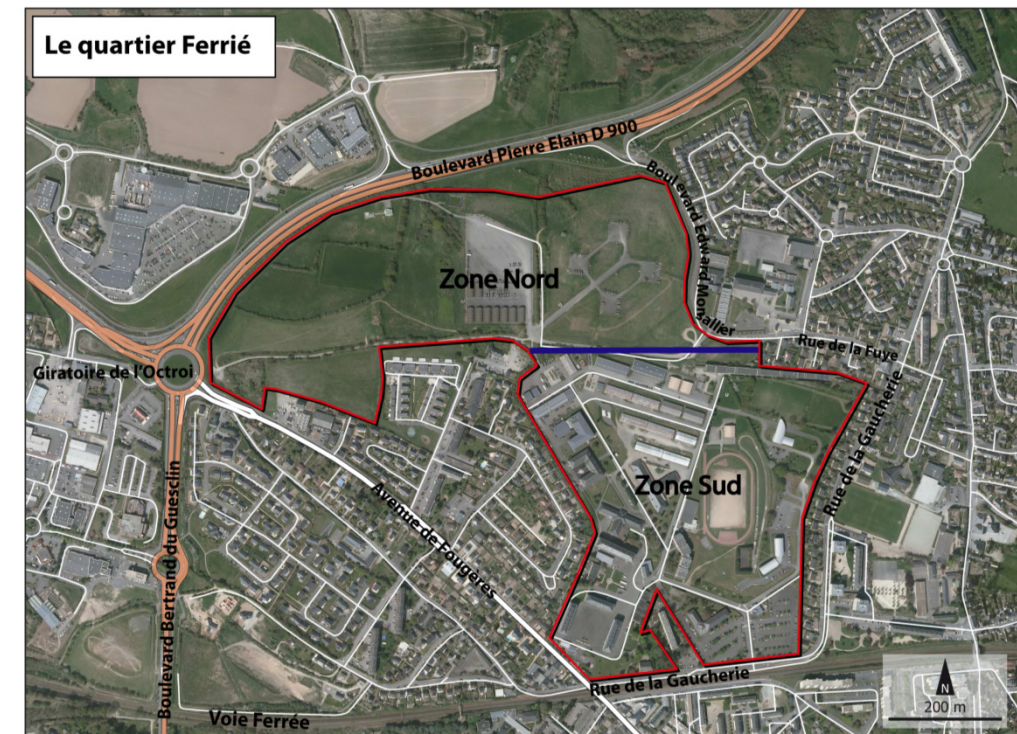 Le quartier Ferrié
Boulevard Pierre Elain D 900
Boulevard Edward Monsallier
Zone Nord
Rue de la Fuye
Giratoire de l'Octroi
Rue de la Gaucherie
Zone Sud
Avenue de Fougères
Boulevard Bertrand du Guesclin
Rue de la Gaucherie
Voie Ferrée
N
200 m